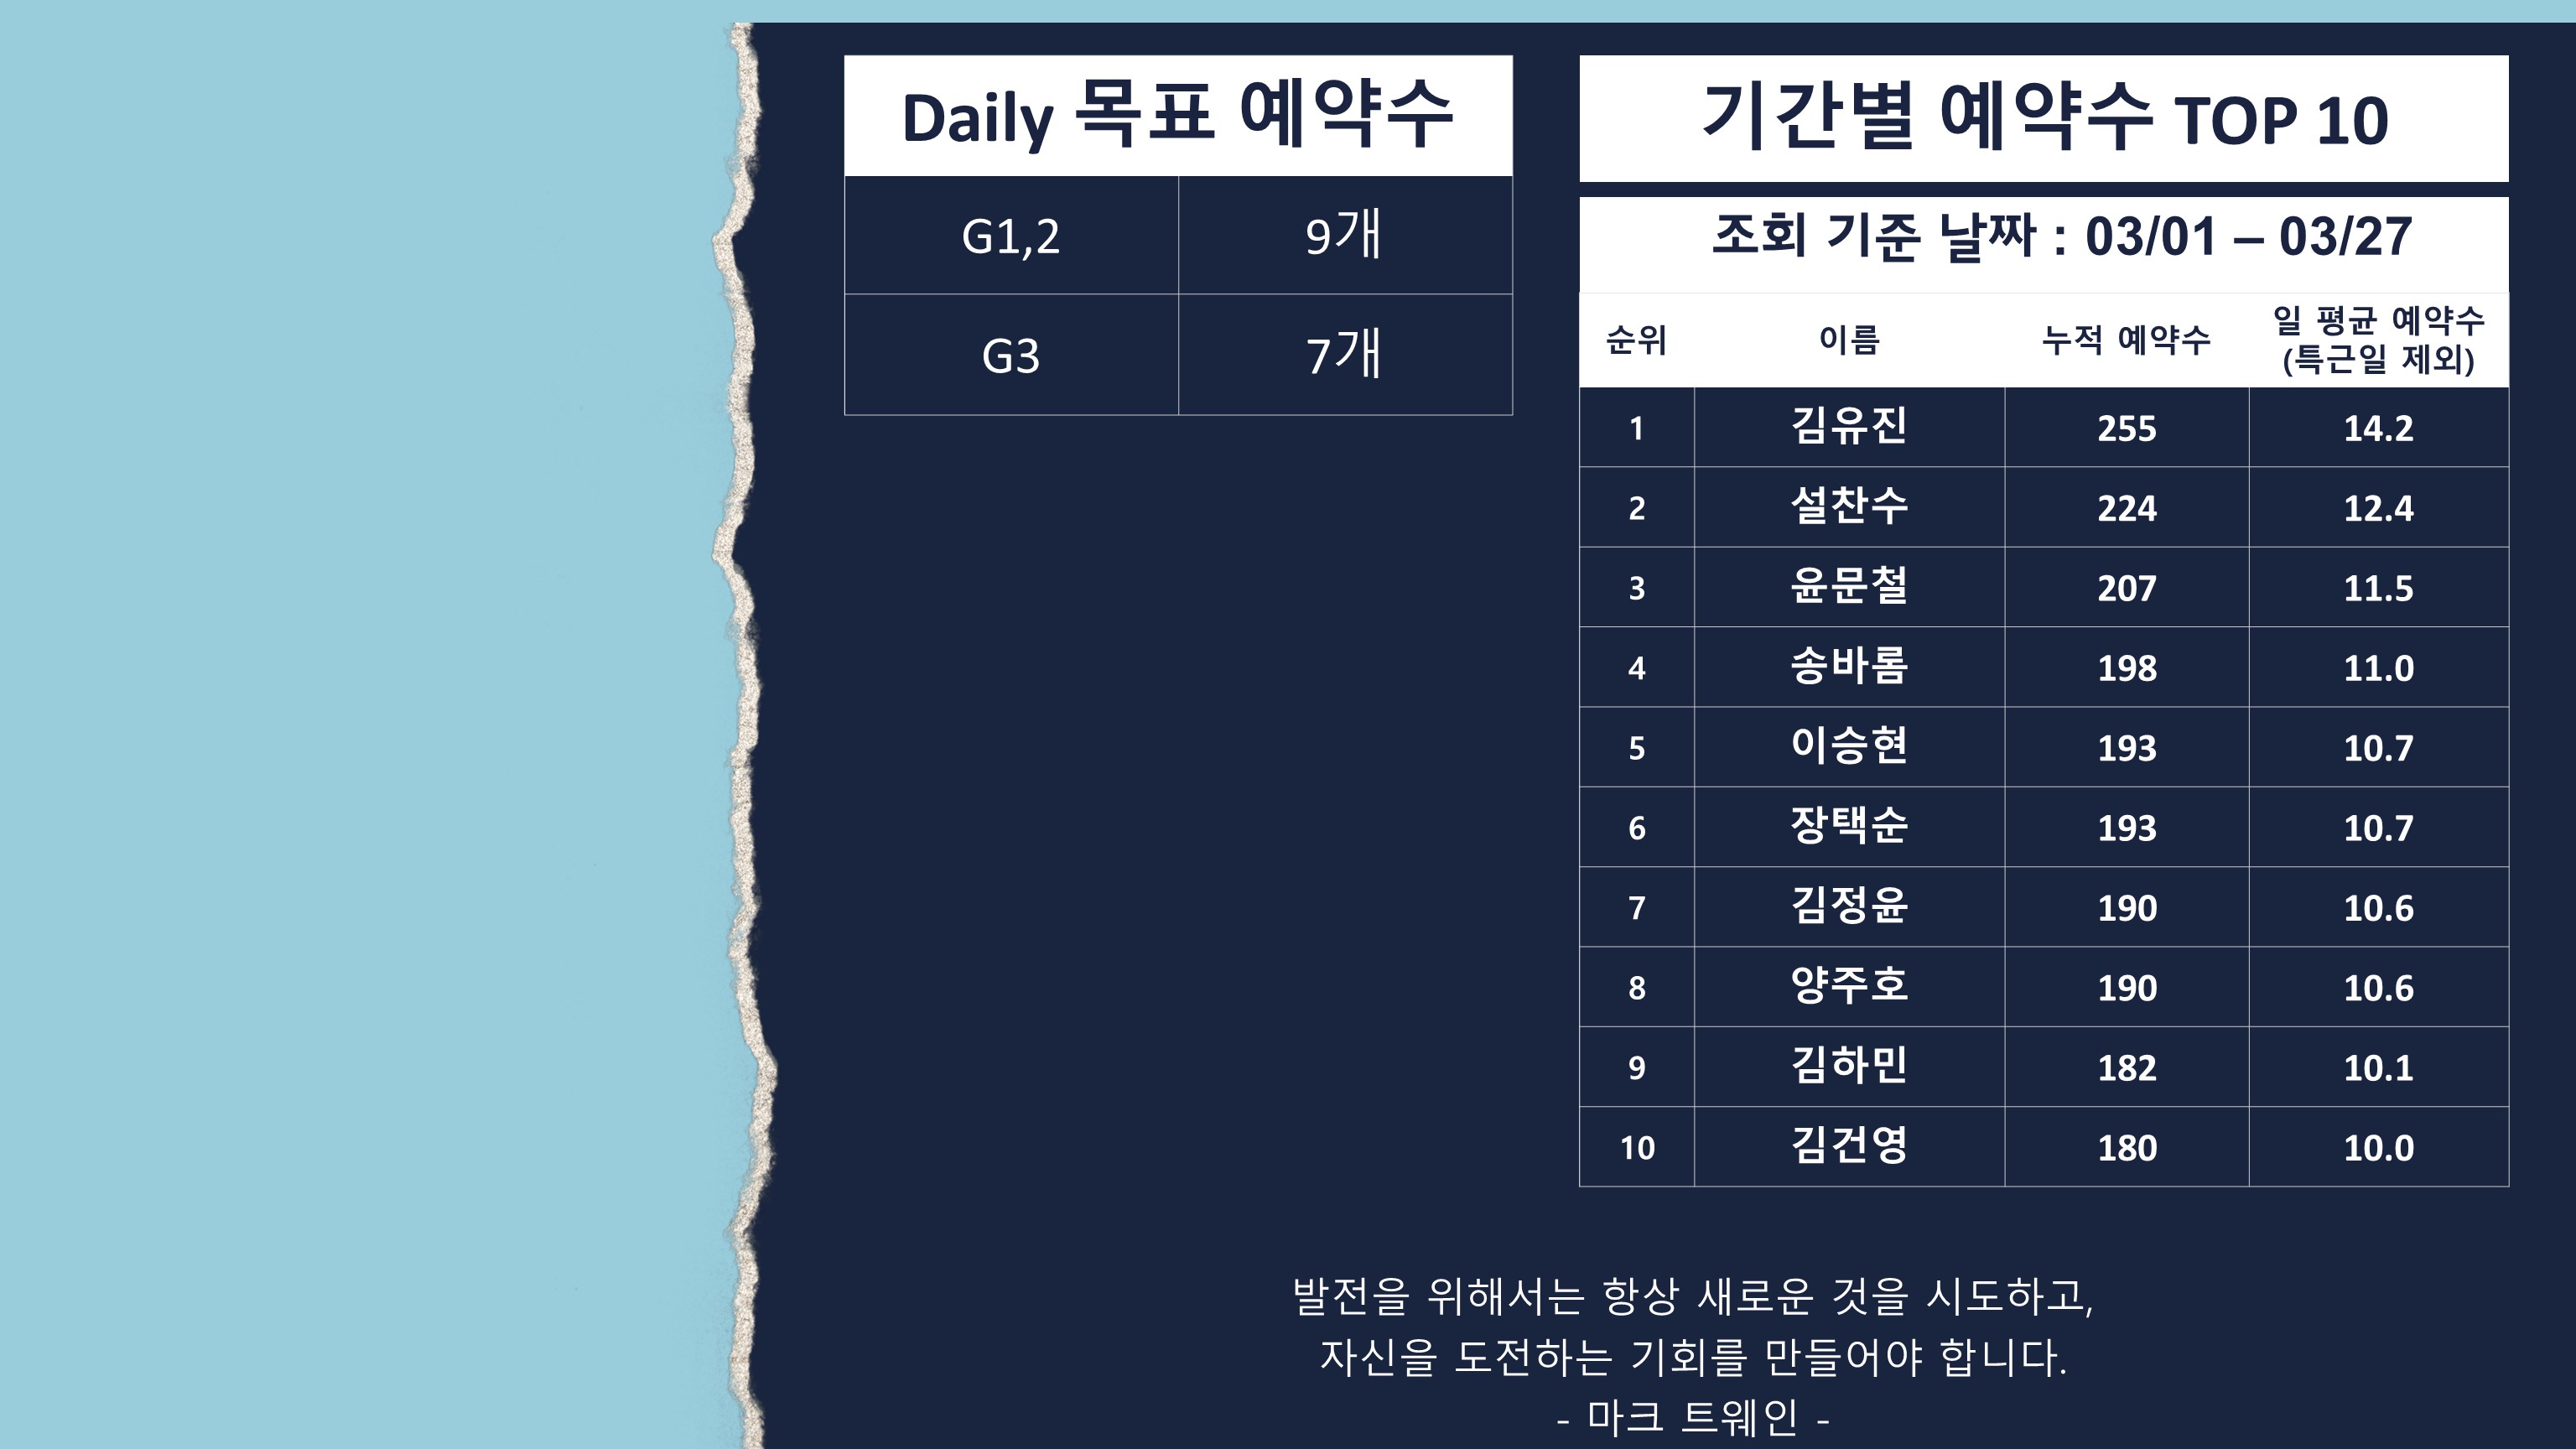 Daily 목표 예약수
G1,2 9개
G3 7개
기간별 예약수 TOP 10
조회 기준 날짜 : 03/01 – 03/27
순위 이름 누적 예약수 일 평균 예약수
(특근일 제외)
1 김유진 255 14.2
2 설찬수 224 12.4
3 윤문철 207 11.5
4 송바롬 198 11.0
5 이승현 193 10.7
6 장택순 193 10.7
7 김정윤 190 10.6
8 양주호 190 10.6
9 김하민 182 10.1
10 김건영 180 10.0
발전을 위해서는 항상 새로운 것을 시도하고,
자신을 도전하는 기회를 만들어야 합니다.
- 마크 트웨인 -